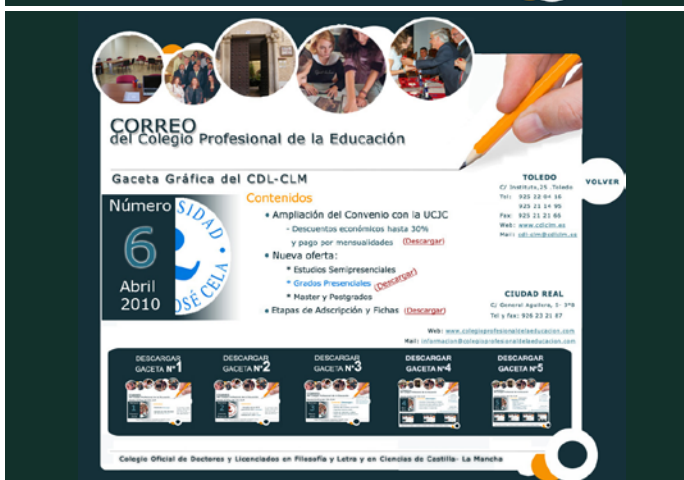 CORREO
del Colegio Profesional de la Educación
Gaceta Gráfica del CDL-CLM
Número
6
Abril
2010
SIDAD
JOSÉ CELA
Contenidos
• Ampliación del Convenio con la UCJC
- Descuentos económicos hasta 30%
y pago por mensualidades (Descargar)
• Nueva oferta:
* Estudios Semipresenciales
* Grados Presenciales (Descargar)
* Master y Postgrados
• Etapas de Adscripción y Fichas (Descargar)
TOLEDO
C/ Instituto,25 .Toledo
Tel: 925 22 04 16
925 21 14 95
Fax: 925 21 21 66
Web: www.cdlclm.es
Mail: cdl-clm@cdlclm.es
VOLVER
CIUDAD REAL
C/ General Aguilera, 5- 3ºB
Tel y fax: 926 23 21 87
Web: www.colegioprofesionaldelaeducacion.com
Mail: informacion@colegioprofesionaldelaeducacion.com
DESCARGAR
GACETA Nº1
DESCARGAR
GACETA Nº2
DESCARGAR
GACETA Nº3
DESCARGAR
GACETA Nº4
DESCARGAR
GACETA Nº5
Colegio Oficial de Doctores y Licenciados en Filosofía y Letra y en Ciencias de Castilla- La Mancha